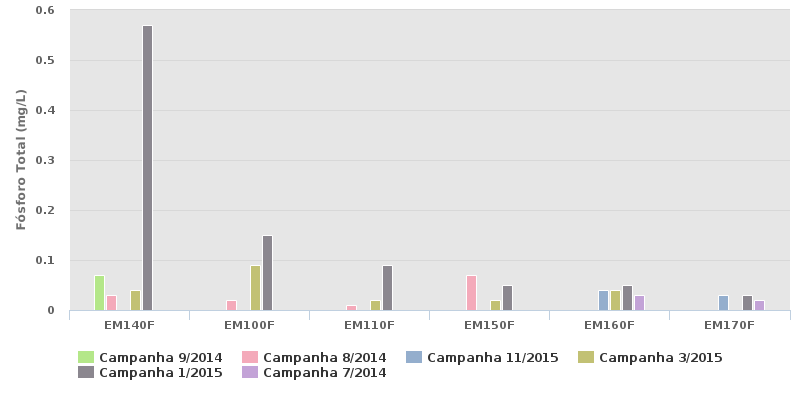 0.6
0.5
0.4
0.3
0.2
0.1
0
Fósforo Total (mg/L)
EM140F EM100F EM110F EM150F EM160F EM170F
Campanha 9/2014 Campanha 8/2014 Campanha 11/2015 Campanha 3/2015
Campanha 1/2015 Campanha 7/2014